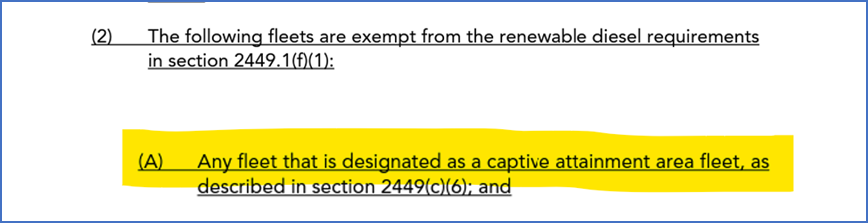 (2) The following fleets are exempt from the renewable diesel requirements
in section 2449.1(f)(1):
(A) Any fleet that is designated as a captive attainment area fleet, as
described in section 2449(c)(6); and